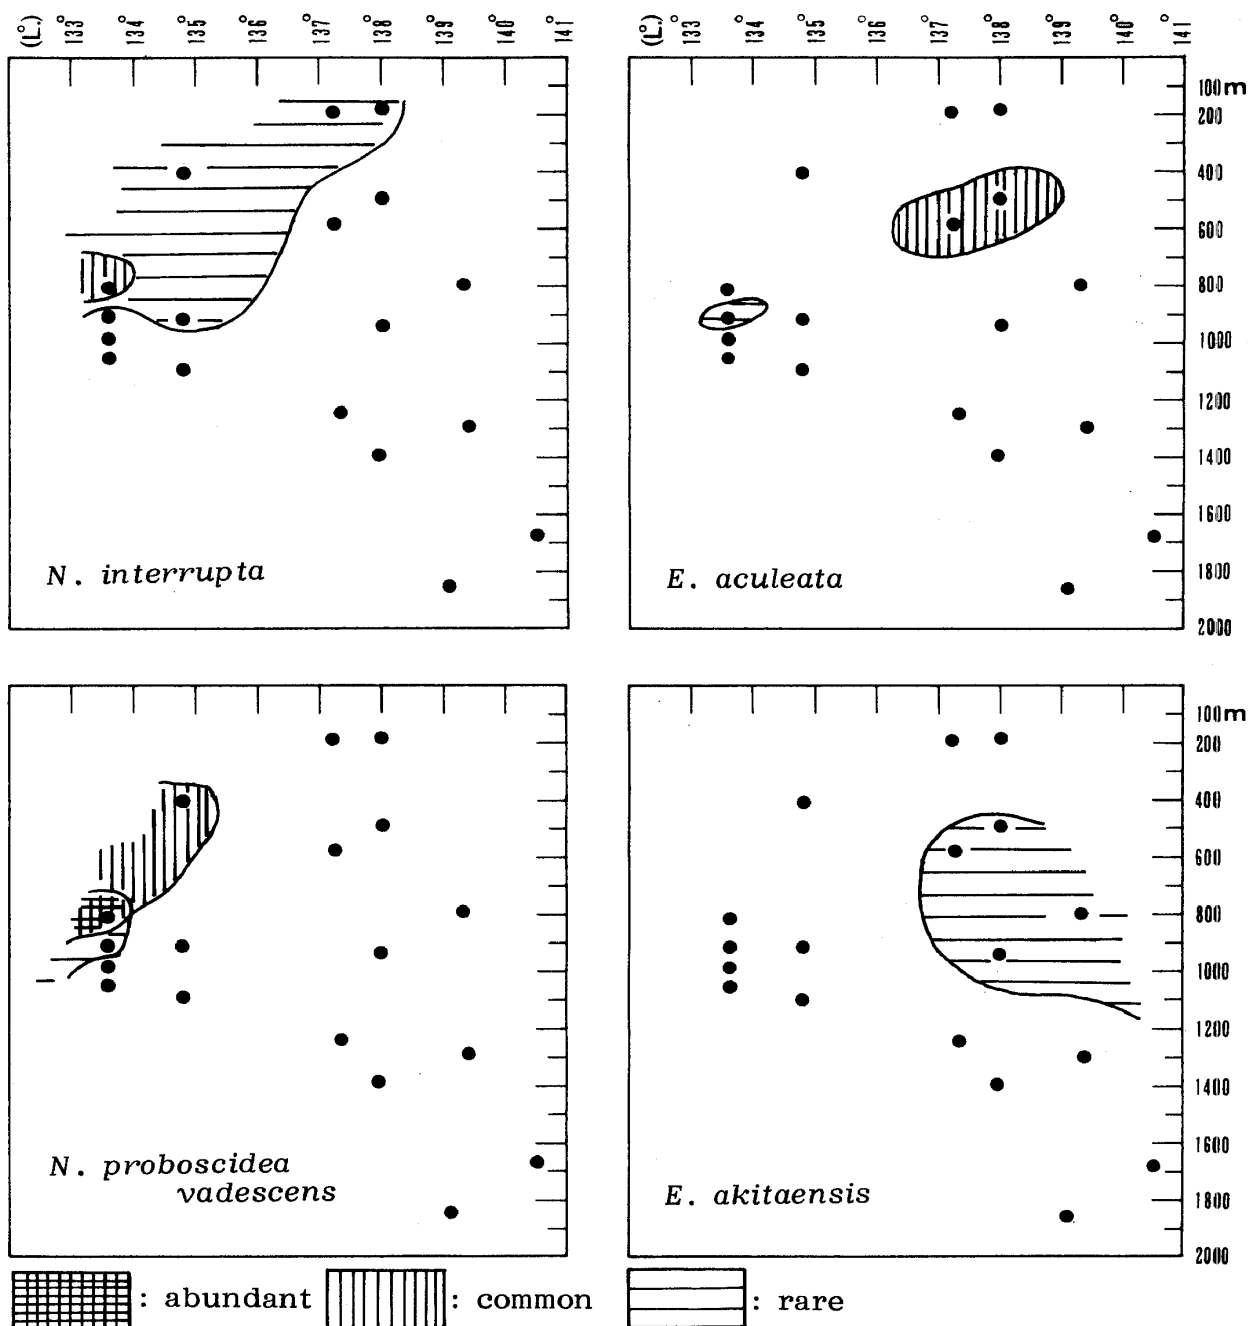 (L°) 133° 134° 135° 136° 137° 138° 139° 140° 141°
(L°) 133° 134° 135° 136° 137° 138° 139° 140° 141°
100m
200
400
600
800
1000
1200
1400
1600
1800
2000
N. interrupta
E. aculeata
100m
200
400
600
800
1000
1200
1400
1600
1800
2000
N. proboscidea
vadescens
E. akitaensis
: abundant : common : rare